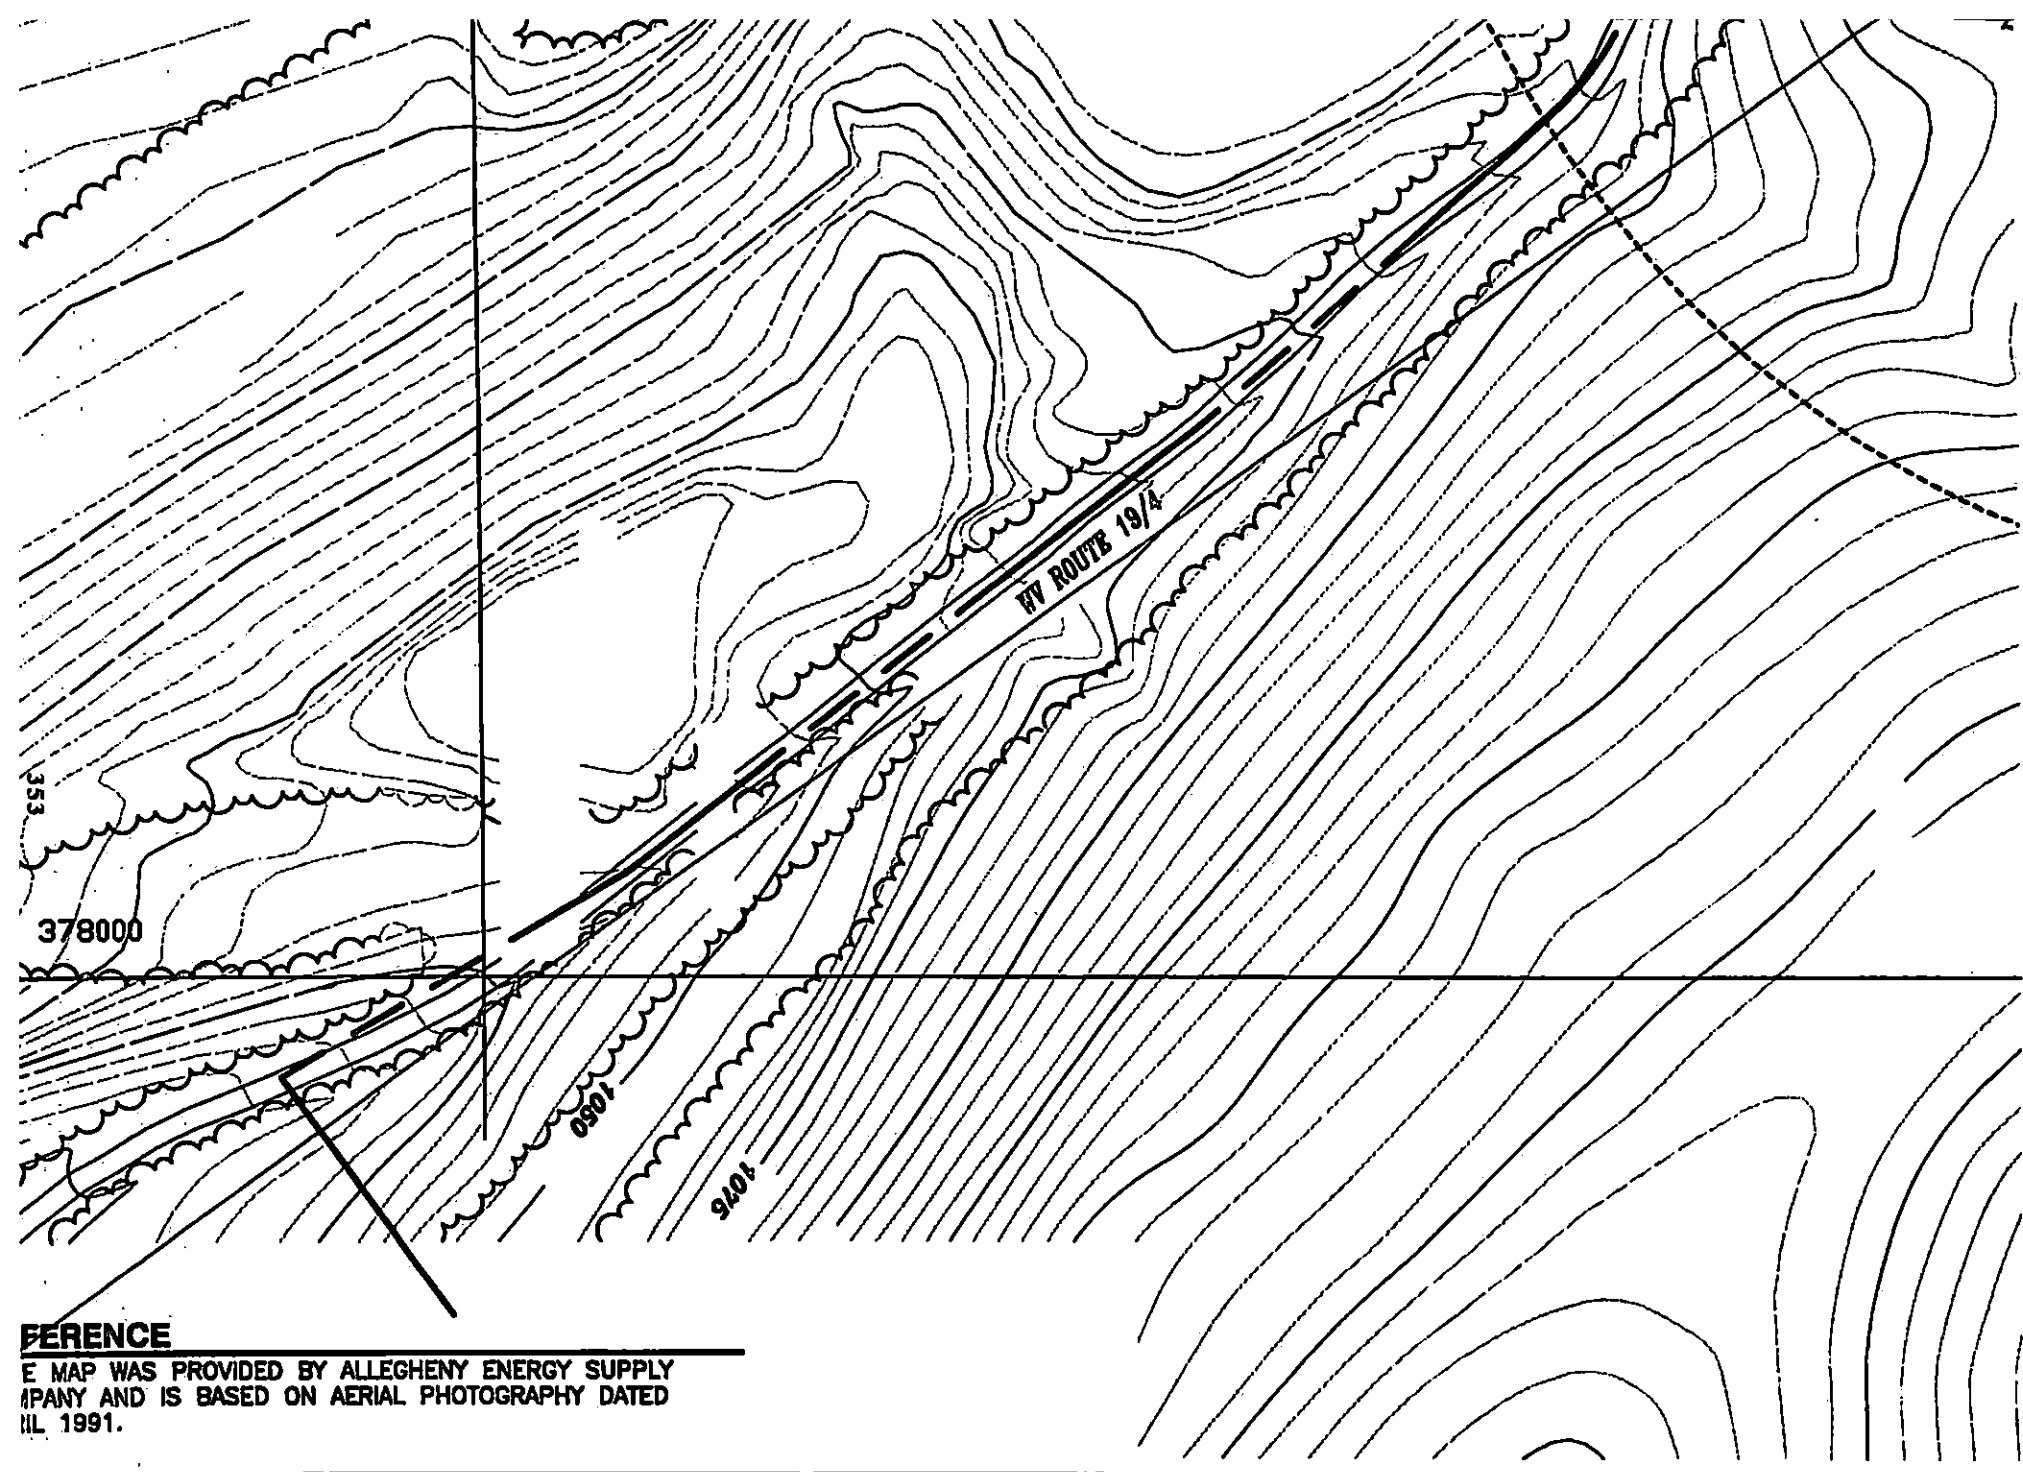 WV ROUTE 19/4
353
378000
1050
1075
FERENCE
E MAP WAS PROVIDED BY ALLEGHENY ENERGY SUPPLY
MPANY AND IS BASED ON AERIAL PHOTOGRAPHY DATED
IL 1991.